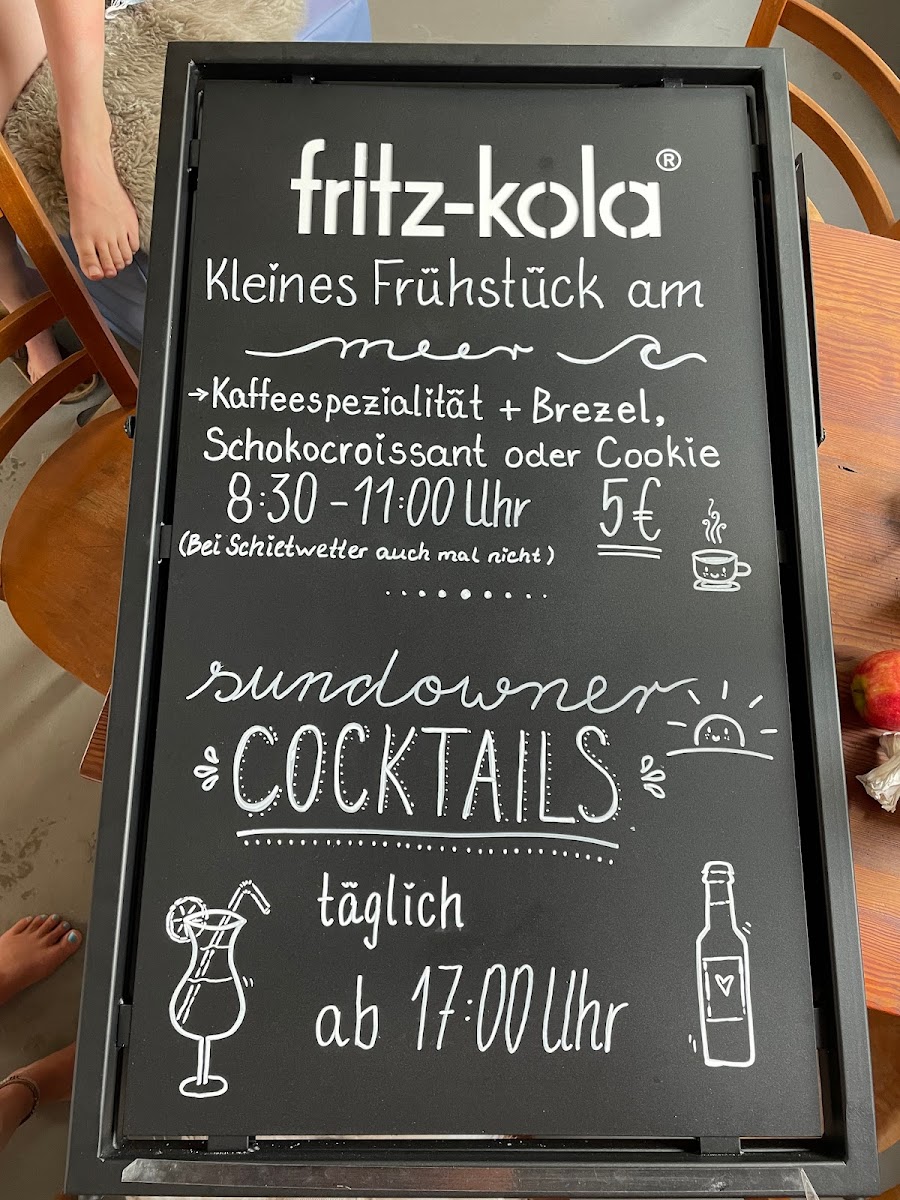 fritz-kola®
Kleines Frühstück am
meer
→Kaffeespezialität + Brezel,
Schokocroissant oder Cookie
8:30 - 11:00 Uhr 5€
(Bei Schietwetter auch mal nicht)
sundowner
COCKTAILS
täglich
ab 17:00 Uhr